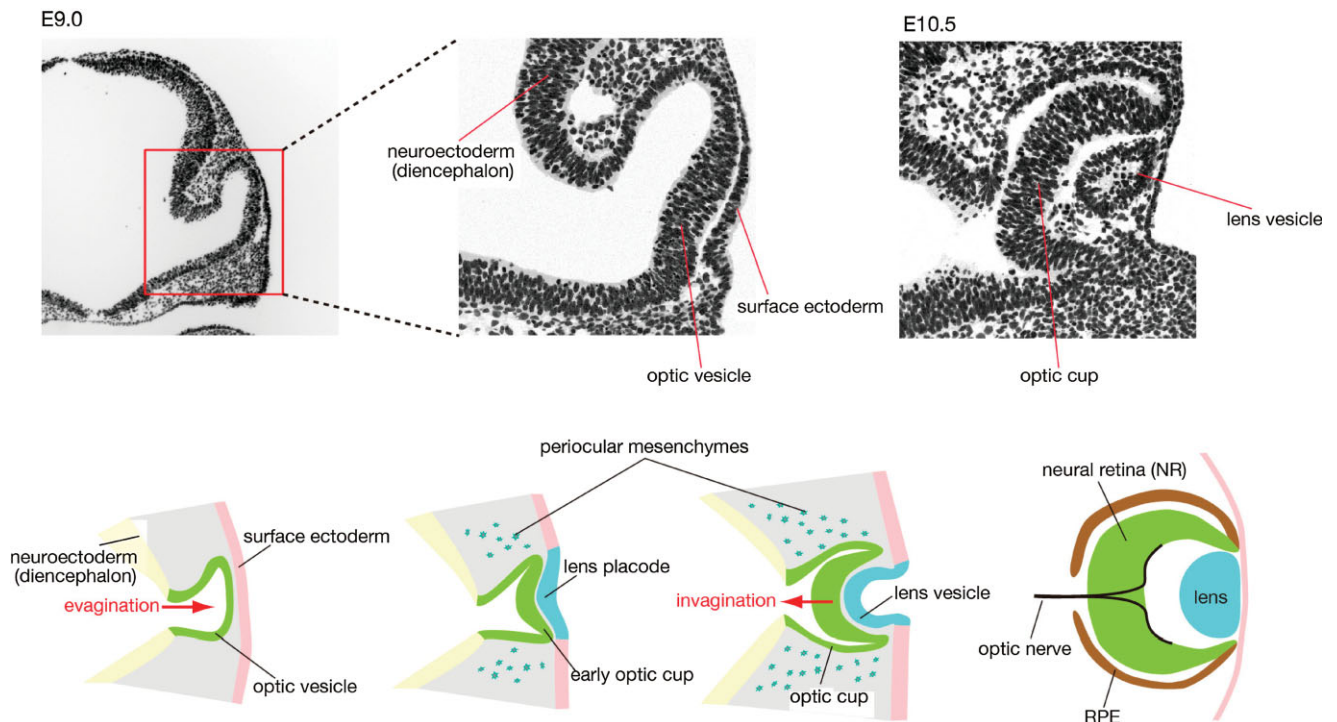 E9.0
E10.5
neuroectoderm
(diencephalon)
lens vesicle
surface ectoderm
optic vesicle
optic cup
periocular mesenchymes
neural retina (NR)
surface ectoderm
neuroectoderm
(diencephalon)
lens placode
evagination
invagination
lens vesicle
lens
optic nerve
early optic cup
optic vesicle
optic cup
RPE